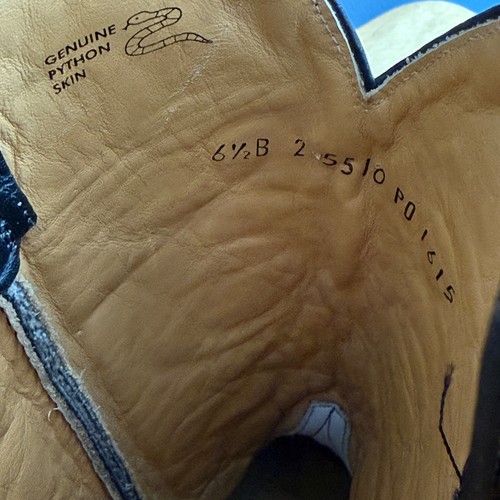 GENUINE
PYTHON
SKIN
6½B 2 5510 PO 1615